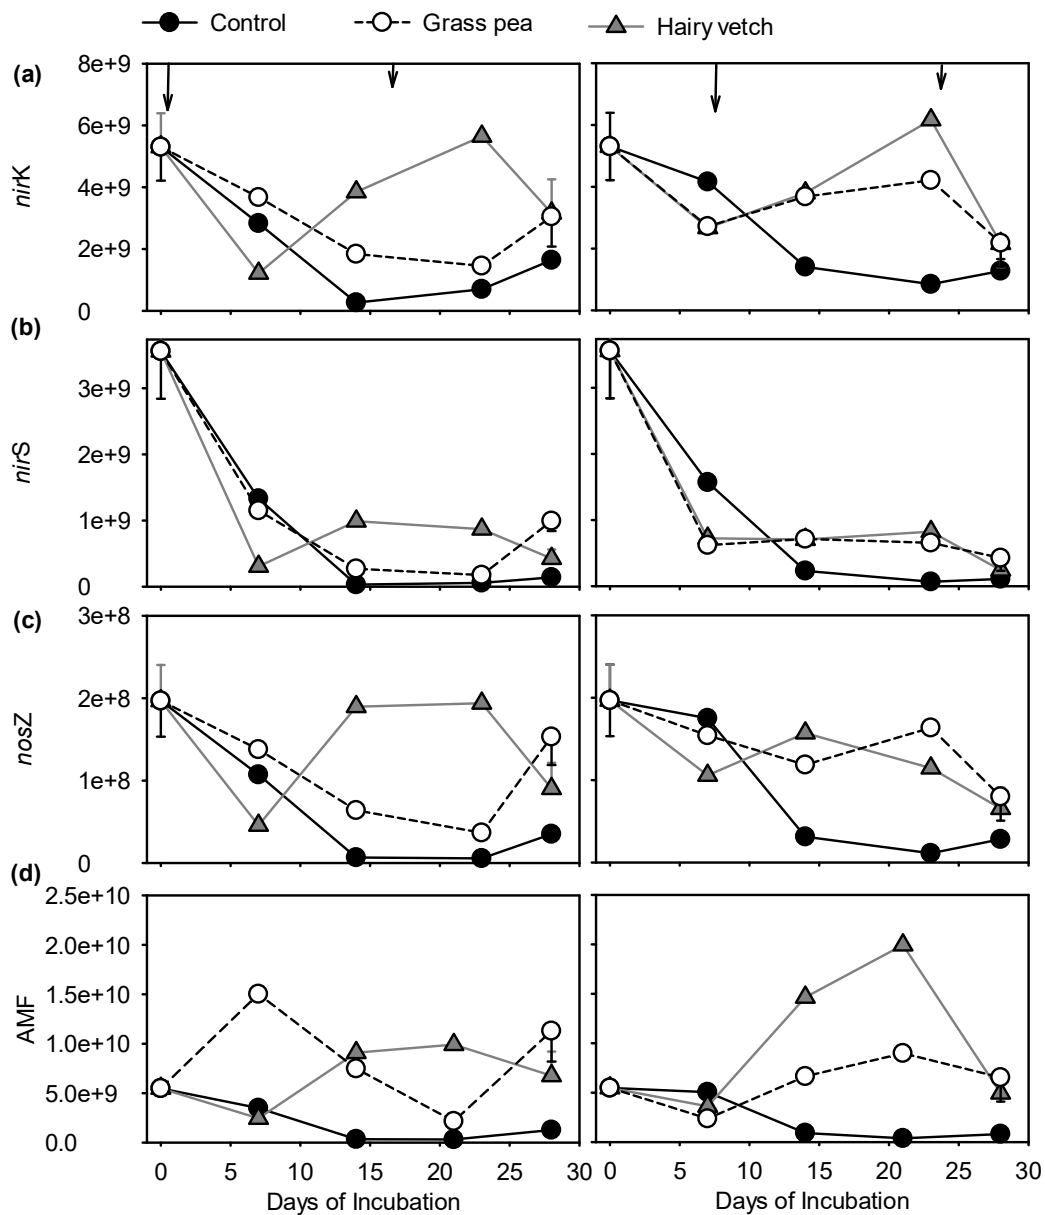 Control Grass pea Hairy vetch
(a)
8e+9
6e+9
4e+9
2e+9
0
nirK
(b)
3e+9
2e+9
1e+9
0
nirS
(c)
3e+8
2e+8
1e+8
0
nosZ
(d)
2.5e+10
2.0e+10
1.5e+10
1.0e+10
5.0e+9
0.0
AMF
0 5 10 15 20 25 30 0 5 10 15 20 25 30
Days of Incubation Days of Incubation